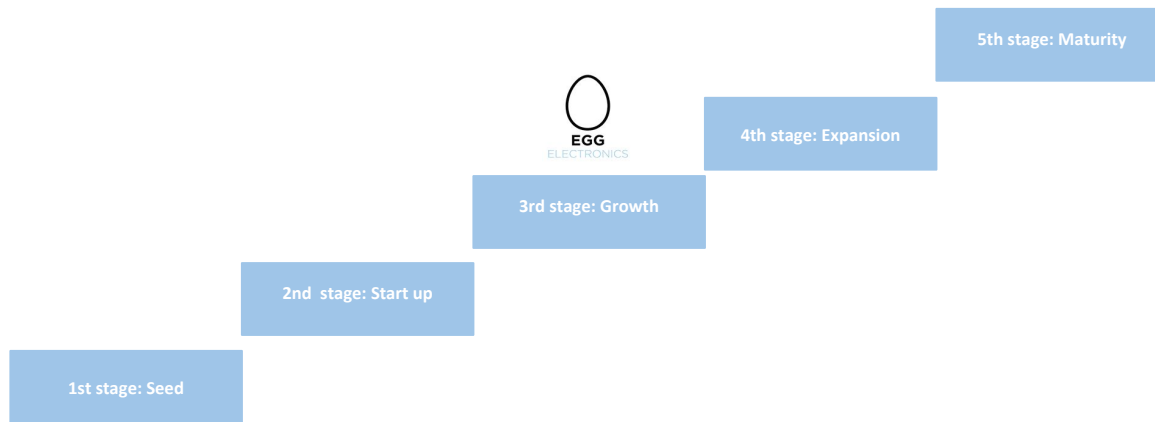 5th stage: Maturity
EGG
ELECTRONICS
4th stage: Expansion
3rd stage: Growth
2nd  stage: Start up
1st stage: Seed